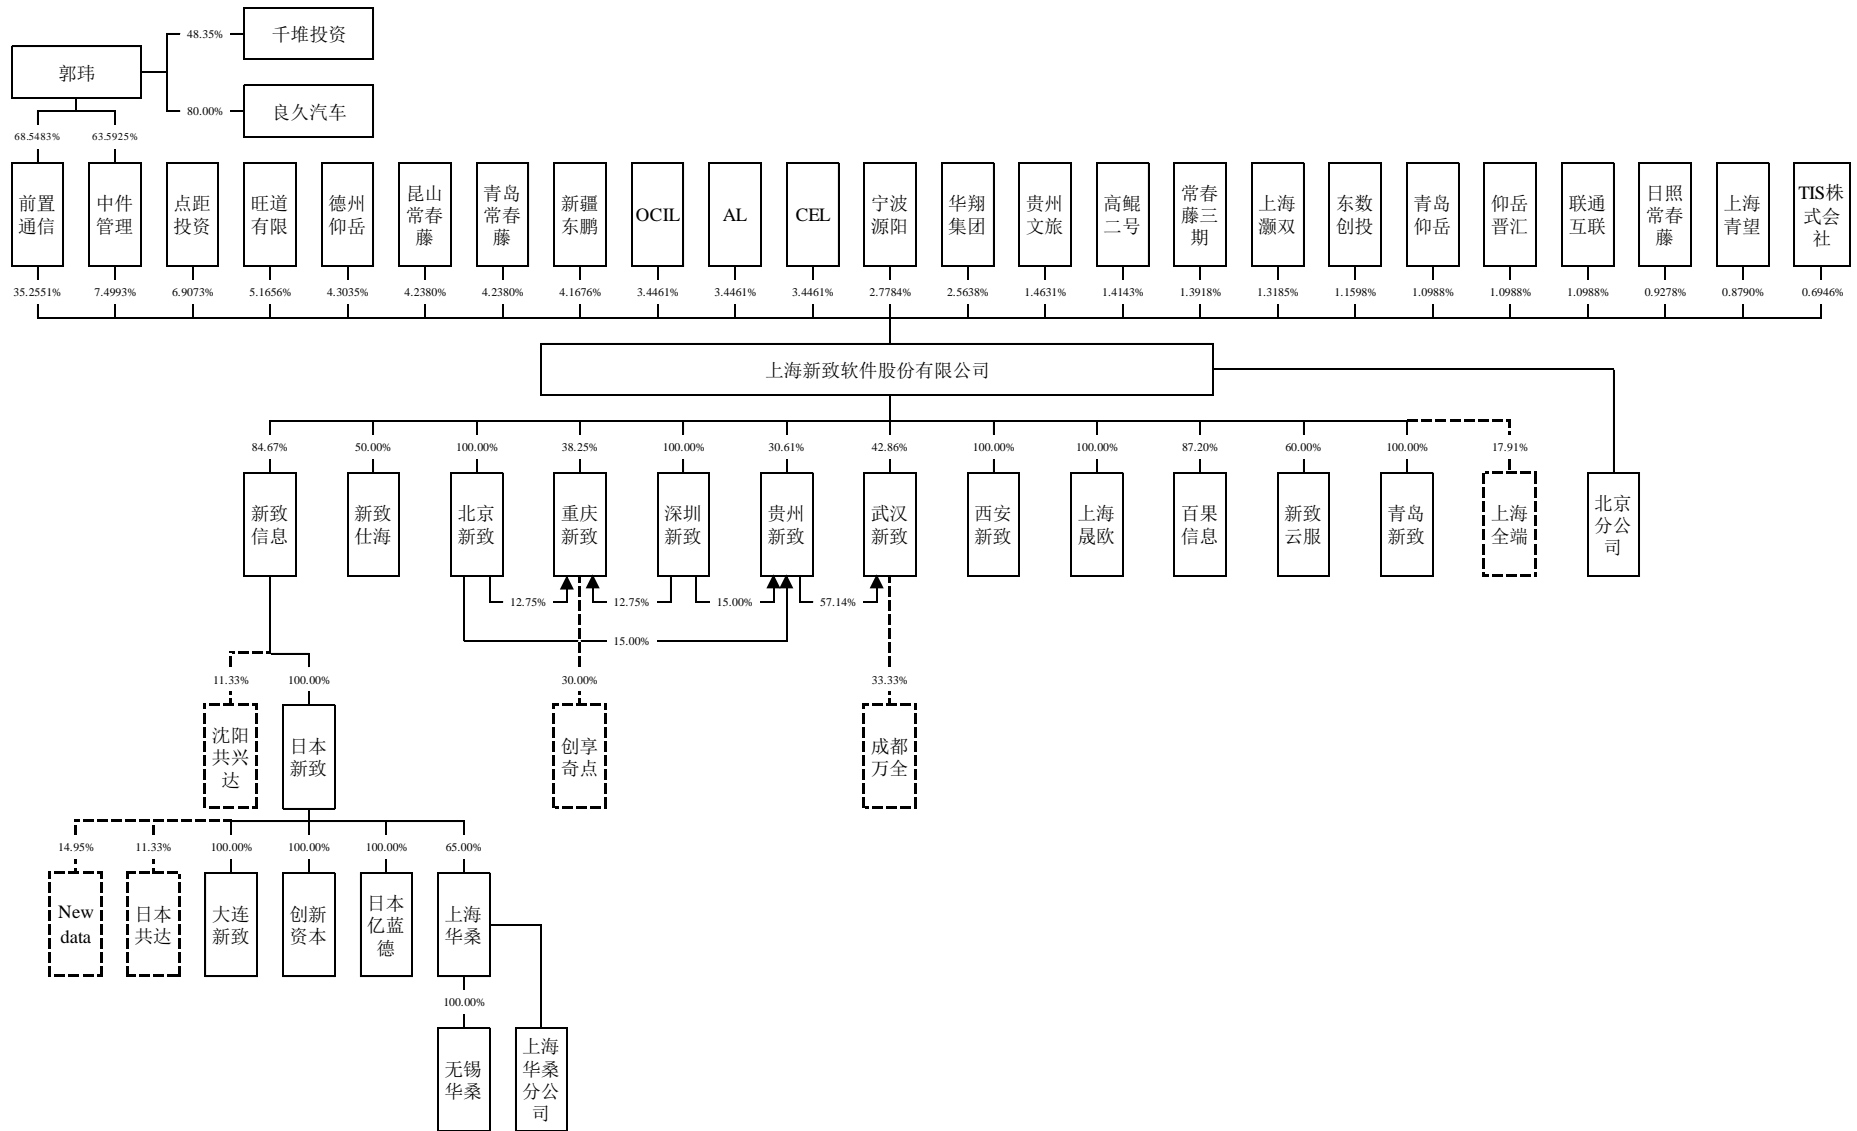 48.35%
千堆投资
郭玮
80.00%
良久汽车
68.5483%
63.5925%
前置
通信
中件
管理
点距
投资
旺道
有限
德州
仰岳
昆山
常春
藤
青岛
常春
藤
新疆
东鹏
OCIL
AL
CEL
宁波
源阳
华翔
集团
贵州
文旅
高鲲
二号
常春
藤三
期
上海
灏双
东数
创投
青岛
仰岳
仰岳
晋汇
联通
互联
日照
常春
藤
上海
青望
TIS株
式会
社
35.2551%
7.4993%
6.9073%
5.1656%
4.3035%
4.2380%
4.2380%
4.1676%
3.4461%
3.4461%
3.4461%
2.7784%
2.5638%
1.4631%
1.4143%
1.3918%
1.3185%
1.1598%
1.0988%
1.0988%
1.0988%
0.9278%
0.8790%
0.6946%
上海新致软件股份有限公司
84.67%
50.00%
100.00%
38.25%
100.00%
30.61%
42.86%
100.00%
100.00%
87.20%
60.00%
100.00%
17.91%
新致
信息
新致
仕海
北京
新致
重庆
新致
深圳
新致
贵州
新致
武汉
新致
西安
新致
上海
晟欧
百果
信息
新致
云服
青岛
新致
上海
全端
北京
分公
司
12.75%
12.75%
15.00%
57.14%
15.00%
11.33%
100.00%
30.00%
33.33%
沈阳
共兴
达
日本
新致
创享
奇点
成都
万全
14.95%
11.33%
100.00%
100.00%
100.00%
65.00%
New
data
日本
共达
大连
新致
创新
资本
日本
亿蓝
德
上海
华桑
100.00%
无锡
华桑
上海
华桑
分公
司